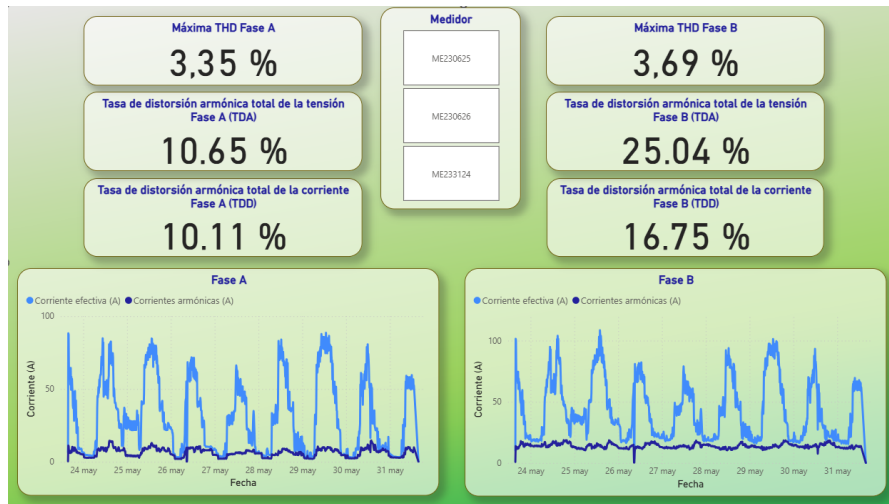 Máxima THD Fase A
3,35 %
Tasa de distorsión armónica total de la tensión
Fase A (TDA)
10.65 %
Tasa de distorsión armónica total de la corriente
Fase A (TDD)
10.11 %
Medidor
ME230625
ME230626
ME233124
Máxima THD Fase B
3,69 %
Tasa de distorsión armónica total de la tensión
Fase B (TDA)
25.04 %
Tasa de distorsión armónica total de la corriente
Fase B (TDD)
16.75 %
Fase A
Corriente efectiva (A) Corrientes armónicas (A)
Corriente (A)
100
50
0
24 may 25 may 26 may 27 may 28 may 29 may 30 may 31 may
Fecha
Fase B
Corriente efectiva (A) Corrientes armónicas (A)
Corriente (A)
100
50
0
24 may 25 may 26 may 27 may 28 may 29 may 30 may 31 may
Fecha